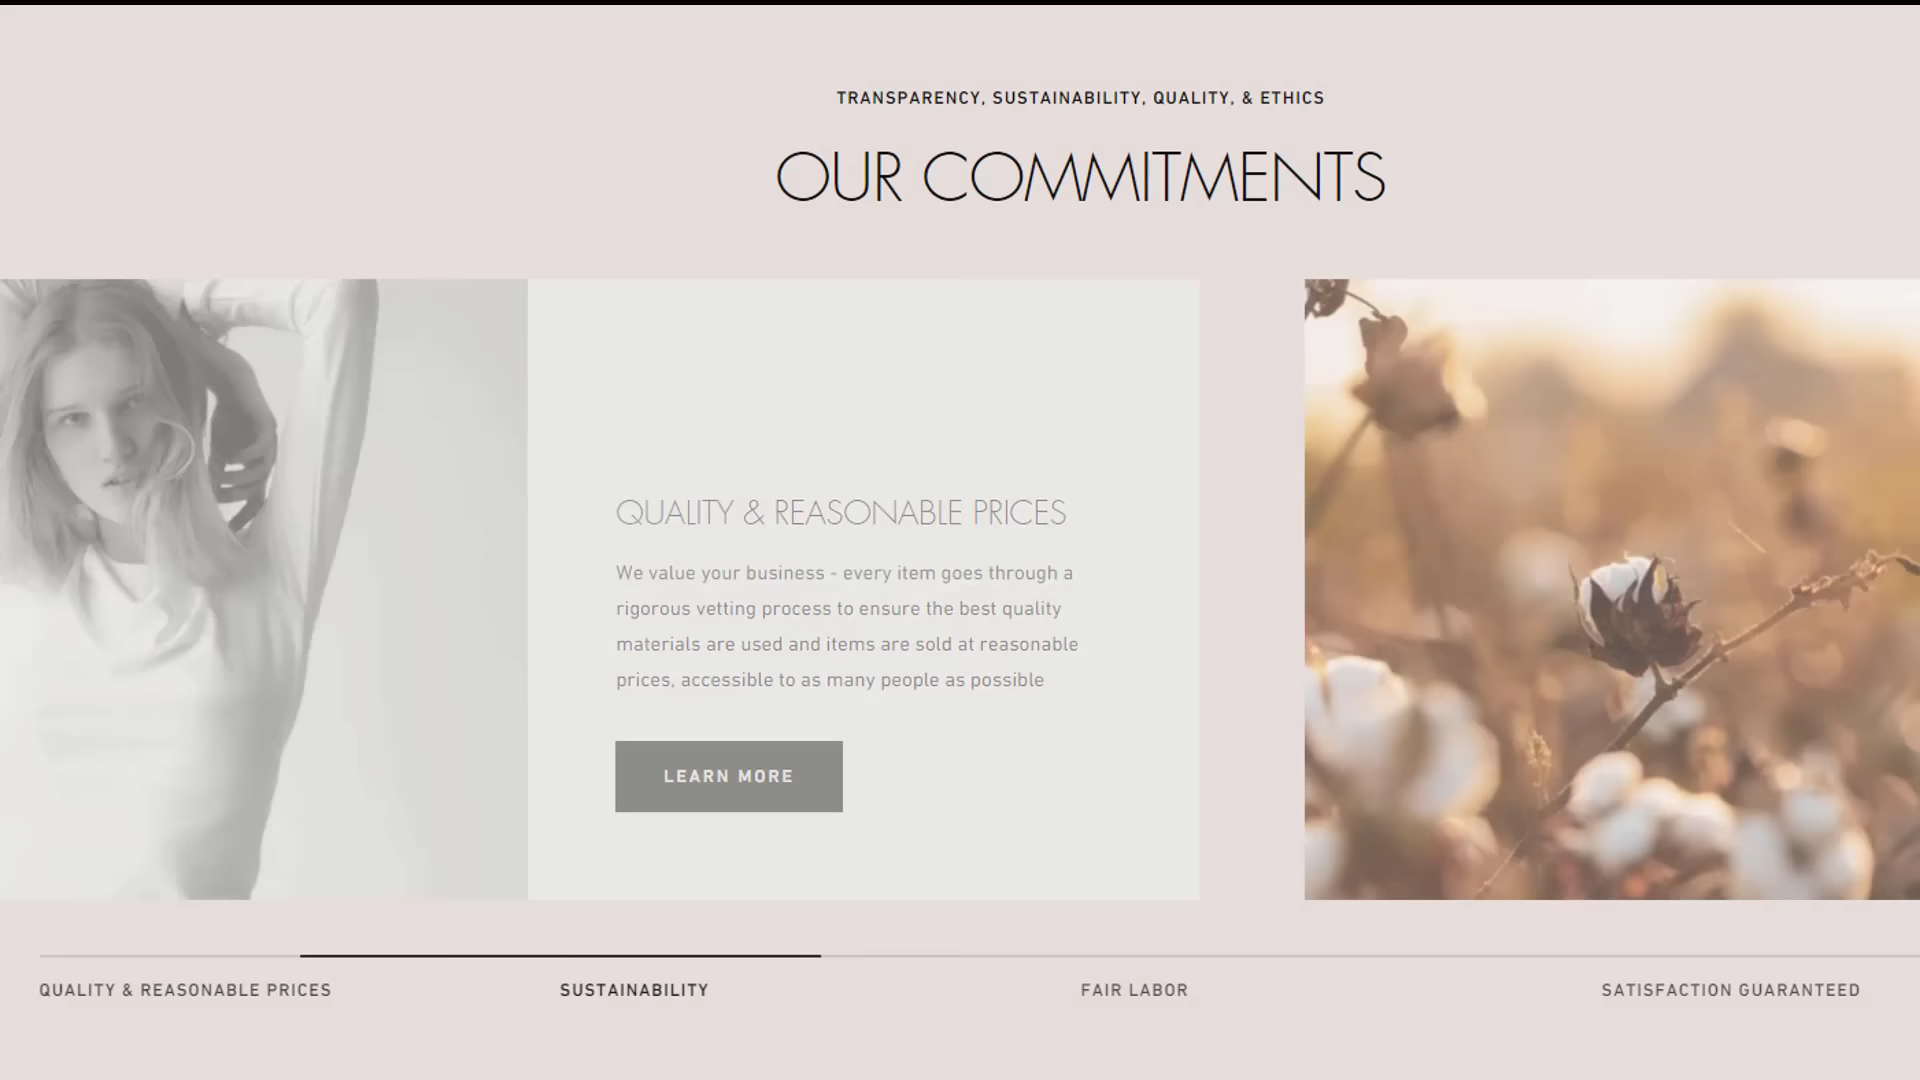 TRANSPARENCY, SUSTAINABILITY, QUALITY, & ETHICS
OUR COMMITMENTS
QUALITY & REASONABLE PRICES
We value your business - every item goes through a
rigorous vetting process to ensure the best quality
materials are used and items are sold at reasonable
prices, accessible to as many people as possible
LEARN MORE
QUALITY & REASONABLE PRICES
SUSTAINABILITY
FAIR LABOR
SATISFACTION GUARANTEED